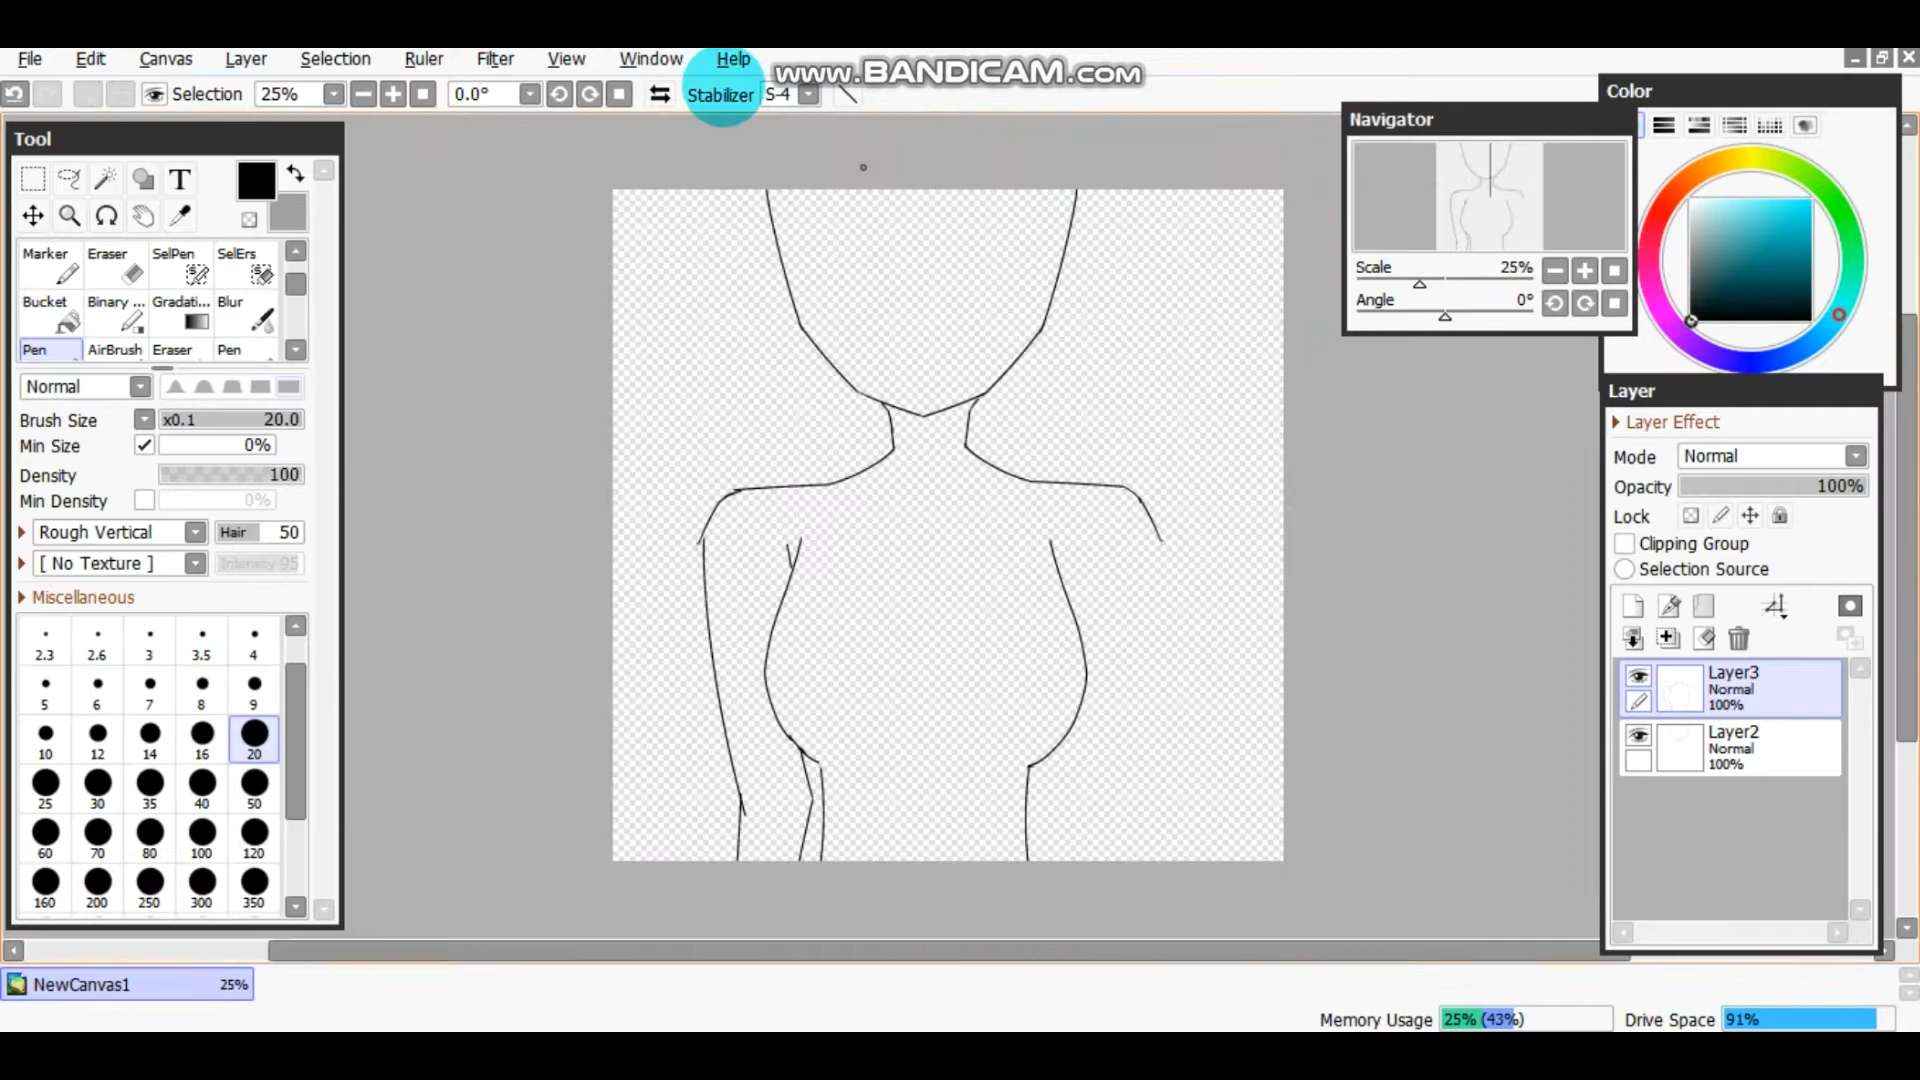 File Edit Canvas Layer Selection Ruler Filter View Window Help
www.BANDICAM.com
Selection 25% 0.0° Stabilizer S-4
Tool
Marker Eraser SelPen SelErs
Bucket Binary ... Gradati... Blur
Pen AirBrush Eraser Pen
Normal
Brush Size x0.1 20.0
Min Size 0%
Density 100
Min Density 0%
Rough Vertical Hair 50
[ No Texture ] Intensity 95
Miscellaneous
2.3 2.6 3 3.5 4
5 6 7 8 9
10 12 14 16 20
25 30 35 40 50
60 70 80 100 120
160 200 250 300 350
Navigator
Scale 25%
Angle 0°
Color
Layer
Layer Effect
Mode Normal
Opacity 100%
Lock
Clipping Group
Selection Source
Layer3
Normal
100%
Layer2
Normal
100%
NewCanvas1 25%
Memory Usage 25% (43%) Drive Space 91%